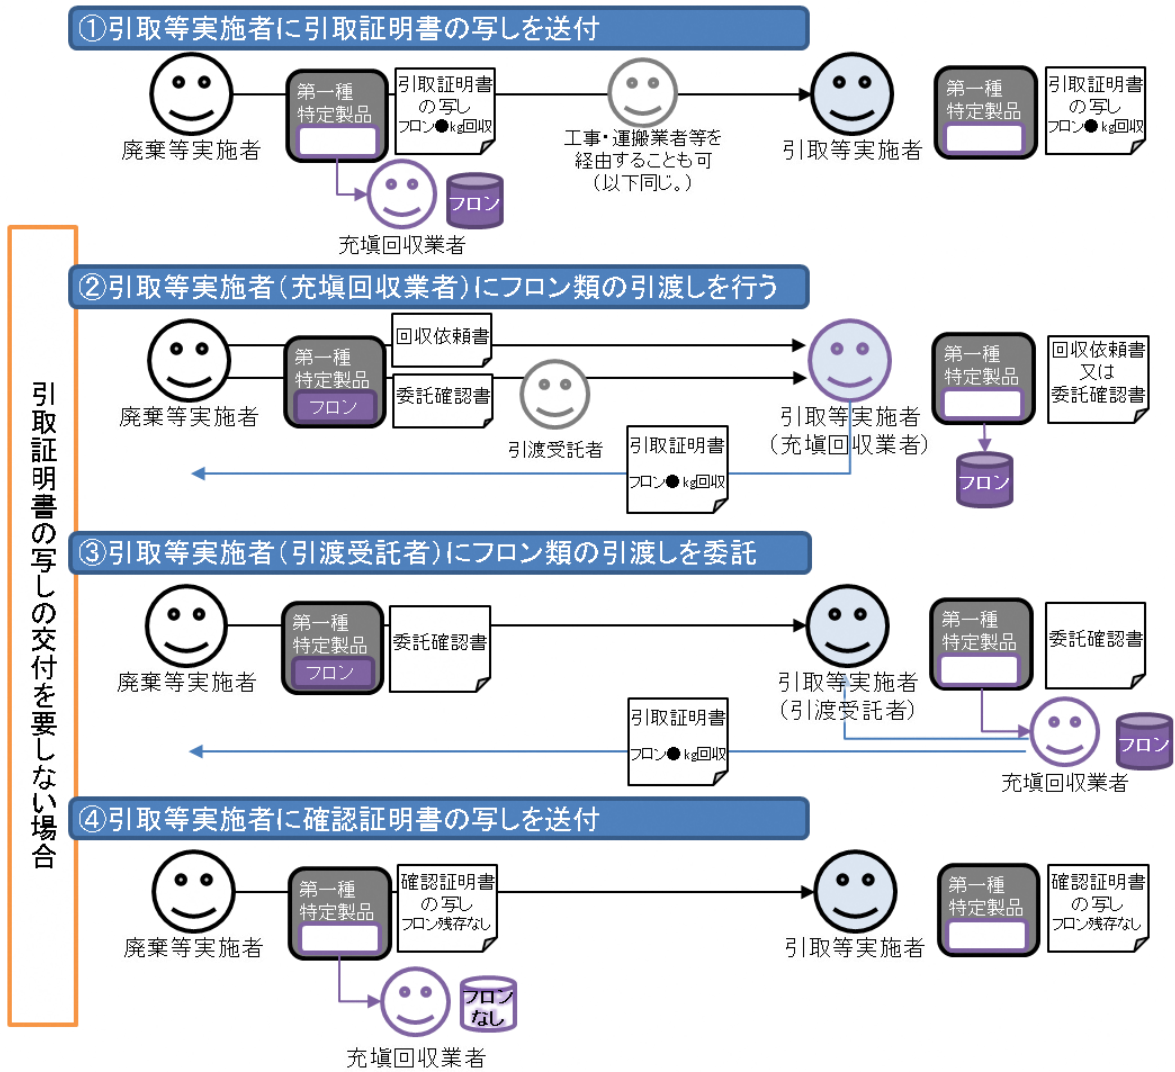 ①引取等実施者に引取証明書の写しを送付
第一種
特定製品
引取証明書
の写し
フロン●kg回収
廃棄等実施者
工事・運搬業者等を
経由することも可
（以下同じ。）
引取等実施者
第一種
特定製品
引取証明書
の写し
フロン●kg回収
フロン
充塡回収業者
引取証明書の写しの交付を要しない場合
②引取等実施者（充塡回収業者）にフロン類の引渡しを行う
第一種
特定製品
フロン
回収依頼書
委託確認書
廃棄等実施者
引渡受託者
引取等実施者
（充塡回収業者）
第一種
特定製品
回収依頼書
又は
委託確認書
フロン
引取証明書
フロン●kg回収
③引取等実施者（引渡受託者）にフロン類の引渡しを委託
第一種
特定製品
フロン
委託確認書
廃棄等実施者
引取等実施者
（引渡受託者）
第一種
特定製品
委託確認書
引取証明書
フロン●kg回収
フロン
充塡回収業者
④引取等実施者に確認証明書の写しを送付
第一種
特定製品
確認証明書
の写し
フロン残存なし
廃棄等実施者
引取等実施者
第一種
特定製品
確認証明書
の写し
フロン残存なし
フロン
なし
充塡回収業者